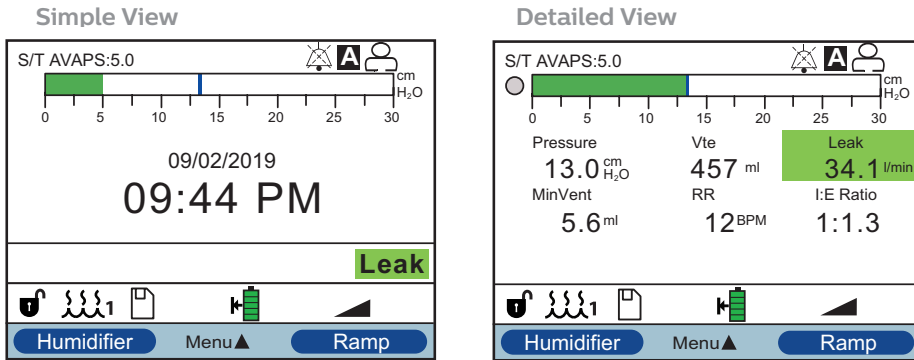 Simple View
S/T AVAPS:5.0
A
cm
H₂O
0 5 10 15 20 25 30
09/02/2019
09:44 PM
Leak
1
Humidifier Menu▲ Ramp
Detailed View
S/T AVAPS:5.0
A
cm
H₂O
0 5 10 15 20 25 30
Pressure Vte Leak
13.0 cm H₂O 457 ml 34.1 l/min
MinVent RR I:E Ratio
5.6 ml 12 BPM 1:1.3
1
Humidifier Menu▲ Ramp